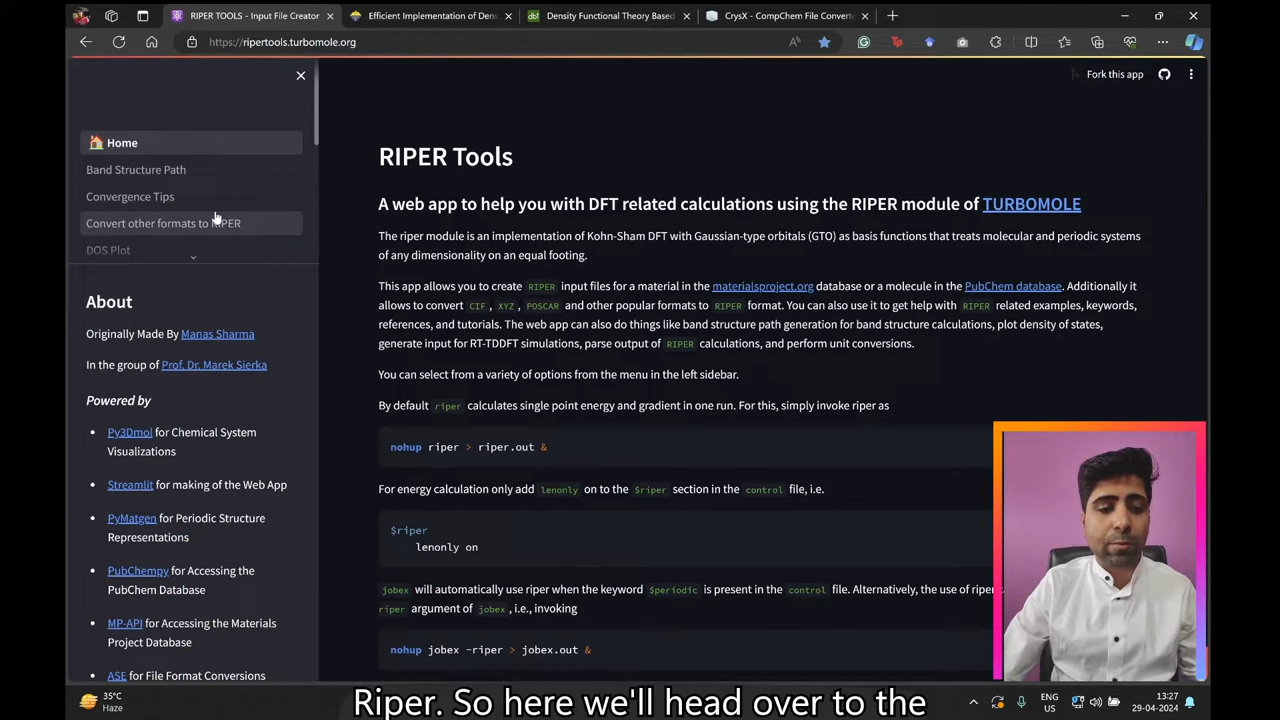 RIPER TOOLS - Input File Creator
Efficient Implementation of Dens
Density Functional Theory Based
CrysX - CompChem File Converte
https://ripertools.turbomole.org
Fork this app
Home
Band Structure Path
Convergence Tips
Convert other formats to RIPER
DOS Plot
About
Originally Made By Manas Sharma
In the group of Prof. Dr. Marek Sierka
Powered by
• Py3Dmol for Chemical System
Visualizations
• Streamlit for making of the Web App
• PyMatgen for Periodic Structure
Representations
• PubChempy for Accessing the
PubChem Database
• MP-API for Accessing the Materials
Project Database
• ASE for File Format Conversions
RIPER Tools
A web app to help you with DFT related calculations using the RIPER module of TURBOMOLE
The riper module is an implementation of Kohn-Sham DFT with Gaussian-type orbitals (GTO) as basis functions that treats molecular and periodic systems
of any dimensionality on an equal footing.
This app allows you to create RIPER input files for a material in the materialsproject.org database or a molecule in the PubChem database. Additionally it
allows to convert CIF, XYZ, POSCAR and other popular formats to RIPER format. You can also use it to get help with RIPER related examples, keywords,
references, and tutorials. The web app can also do things like band structure path generation for band structure calculations, plot density of states,
generate input for RT-TDDFT simulations, parse output of RIPER calculations, and perform unit conversions.
You can select from a variety of options from the menu in the left sidebar.
By default riper calculates single point energy and gradient in one run. For this, simply invoke riper as
nohup riper > riper.out &
For energy calculation only add lenonly on to the $riper section in the control file, i.e.
$riper
lenonly on
jobex will automatically use riper when the keyword $periodic is present in the control file. Alternatively, the use of riper
riper argument of jobex, i.e., invoking
nohup jobex -riper > jobex.out &
35°C
Haze
Riper. So here we'll head over to the
ENG
US
13:27
29-04-2024